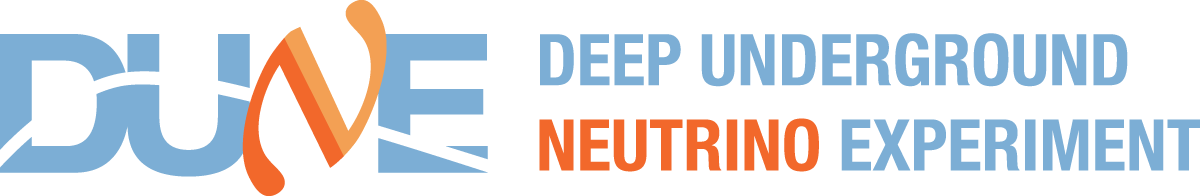 DUNE
DEEP UNDERGROUND
NEUTRINO EXPERIMENT